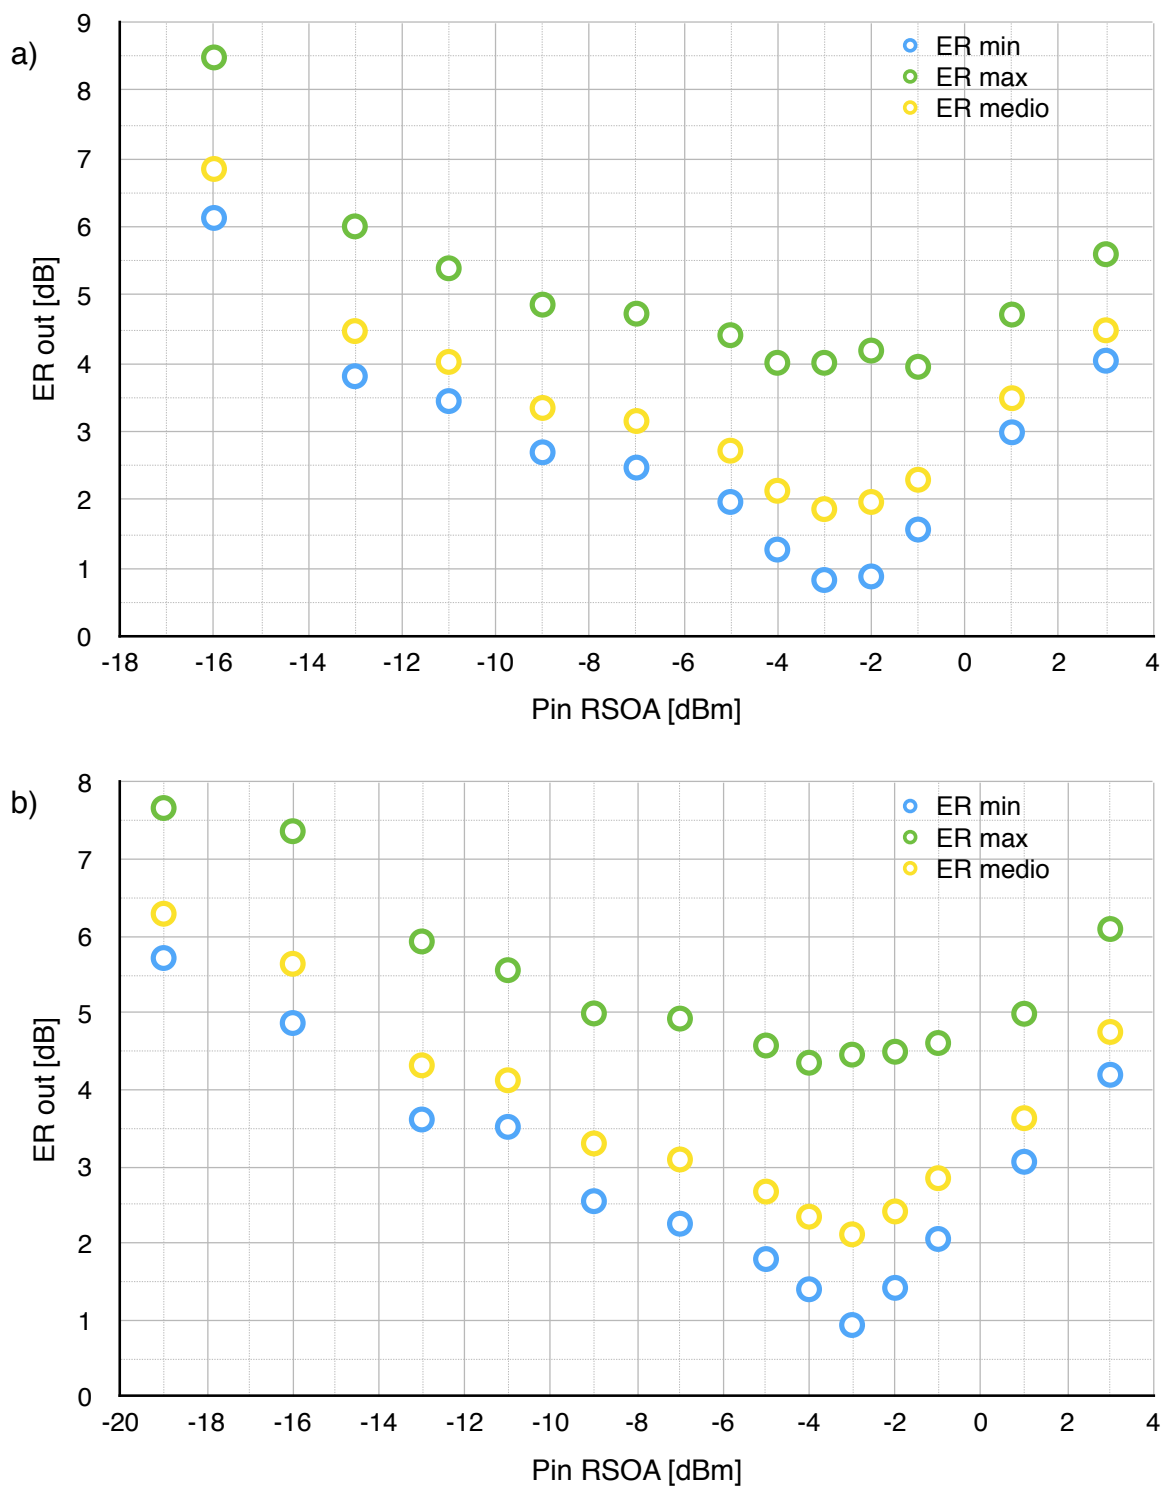 a)
9
8
7
6
5
4
3
2
1
0
ER out [dB]
ER min
ER max
ER medio
-18 -16 -14 -12 -10 -8 -6 -4 -2 0 2 4
Pin RSOA [dBm]
b)
8
7
6
5
4
3
2
1
0
ER out [dB]
ER min
ER max
ER medio
-20 -18 -16 -14 -12 -10 -8 -6 -4 -2 0 2 4
Pin RSOA [dBm]